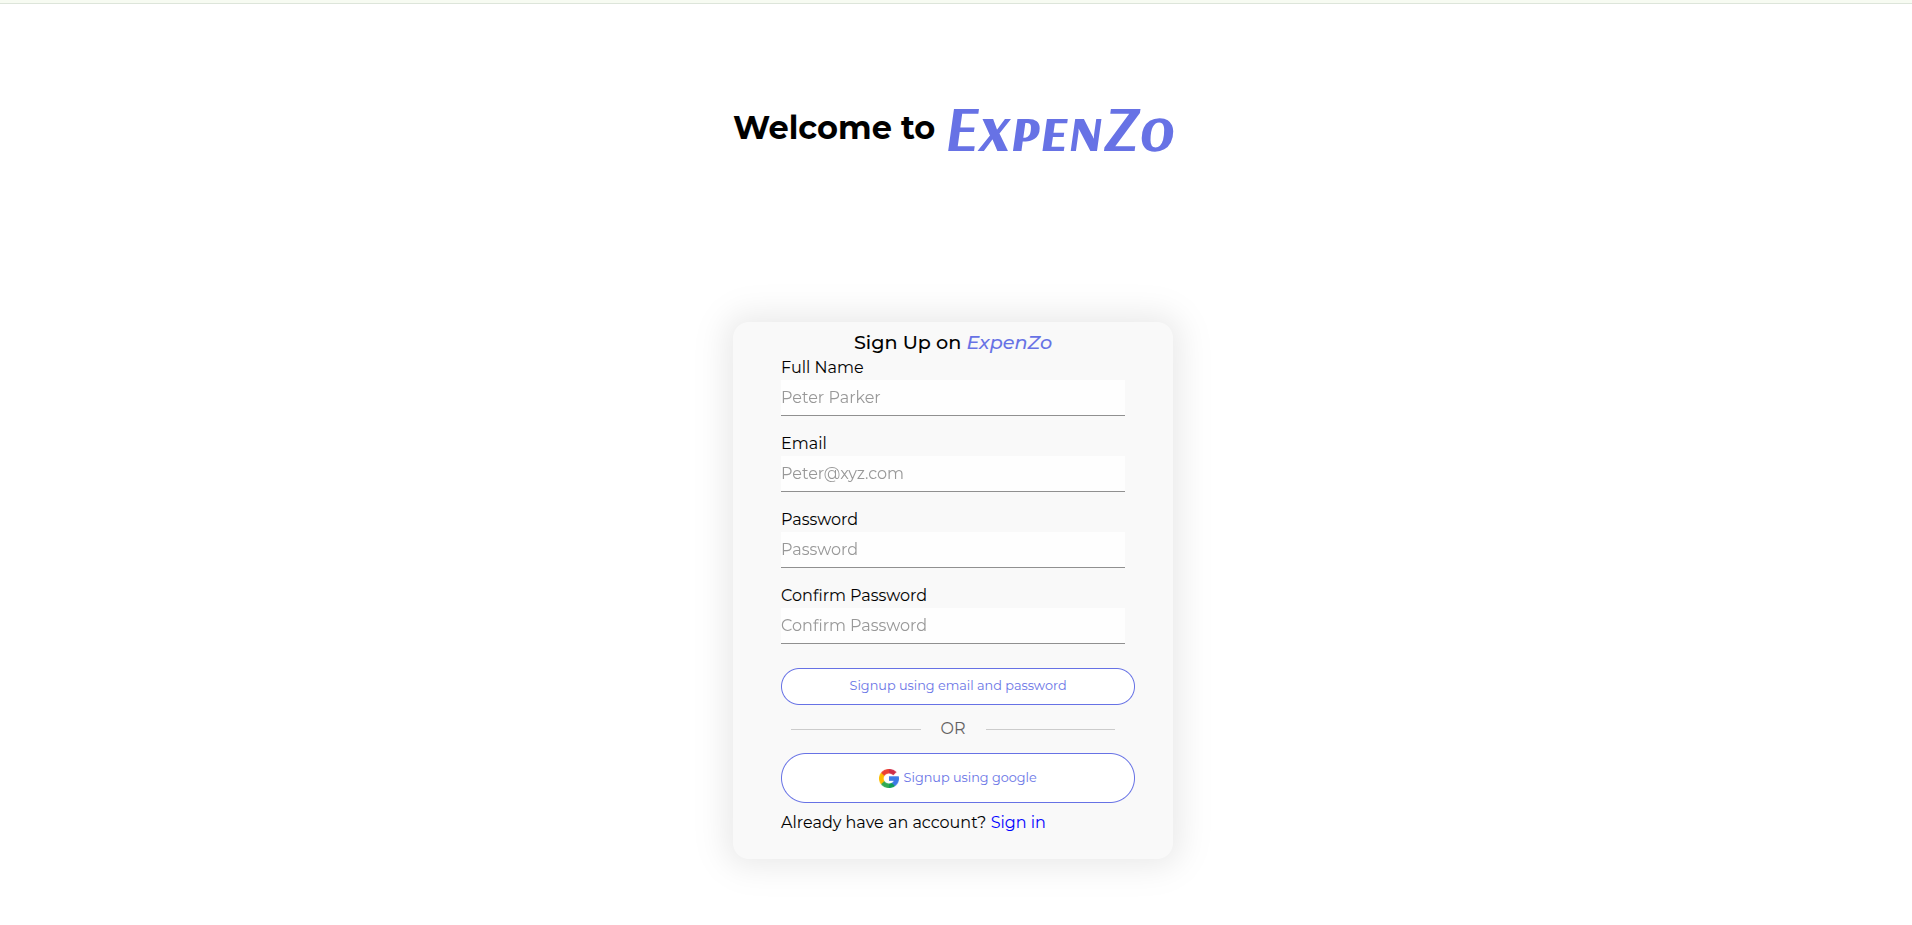 Welcome to ExpenZo
Sign Up on ExpenZo
Full Name
Peter Parker
Email
Peter@xyz.com
Password
Password
Confirm Password
Confirm Password
Signup using email and password
OR
Signup using google
Already have an account? Sign in